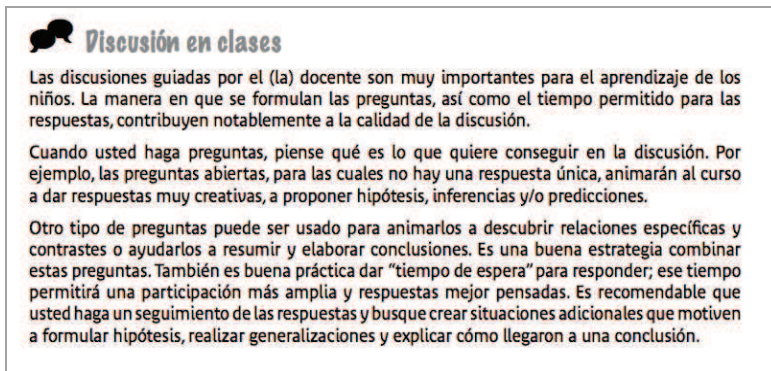 Discusión en clases
Las discusiones guiadas por el (la) docente son muy importantes para el aprendizaje de los
niños. La manera en que se formulan las preguntas, así como el tiempo permitido para las
respuestas, contribuyen notablemente a la calidad de la discusión.
Cuando usted haga preguntas, piense qué es lo que quiere conseguir en la discusión. Por
ejemplo, las preguntas abiertas, para las cuales no hay una respuesta única, animarán al curso
a dar respuestas muy creativas, a proponer hipótesis, inferencias y/o predicciones.
Otro tipo de preguntas puede ser usado para animarlos a descubrir relaciones específicas y
contrastes o ayudarlos a resumir y elaborar conclusiones. Es una buena estrategia combinar
estas preguntas. También es buena práctica dar “tiempo de espera” para responder; ese tiempo
permitirá una participación más amplia y respuestas mejor pensadas. Es recomendable que
usted haga un seguimiento de las respuestas y busque crear situaciones adicionales que motiven
a formular hipótesis, realizar generalizaciones y explicar cómo llegaron a una conclusión.